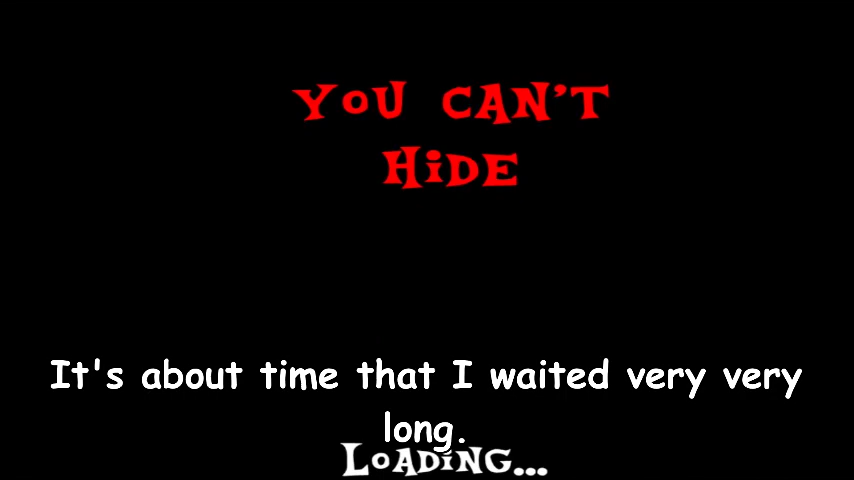 YOU CAN'T
HIDE
It's about time that I waited very very
long.
LOADING...